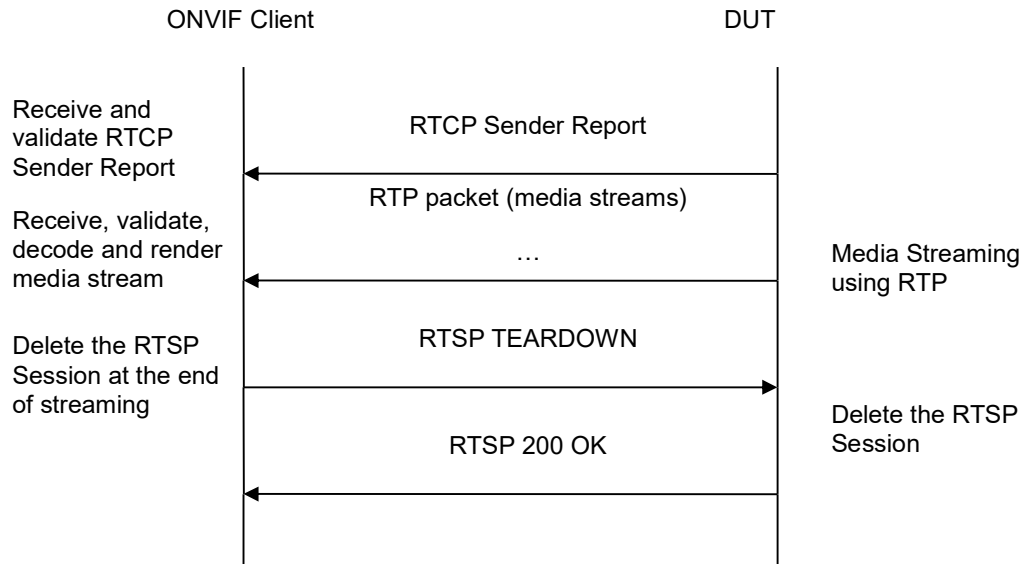 ONVIF Client
DUT
Receive and
validate RTCP
Sender Report
RTCP Sender Report
RTP packet (media streams)
…
Receive, validate,
decode and render
media stream
Media Streaming
using RTP
Delete the RTSP
Session at the end
of streaming
RTSP TEARDOWN
Delete the RTSP
Session
RTSP 200 OK